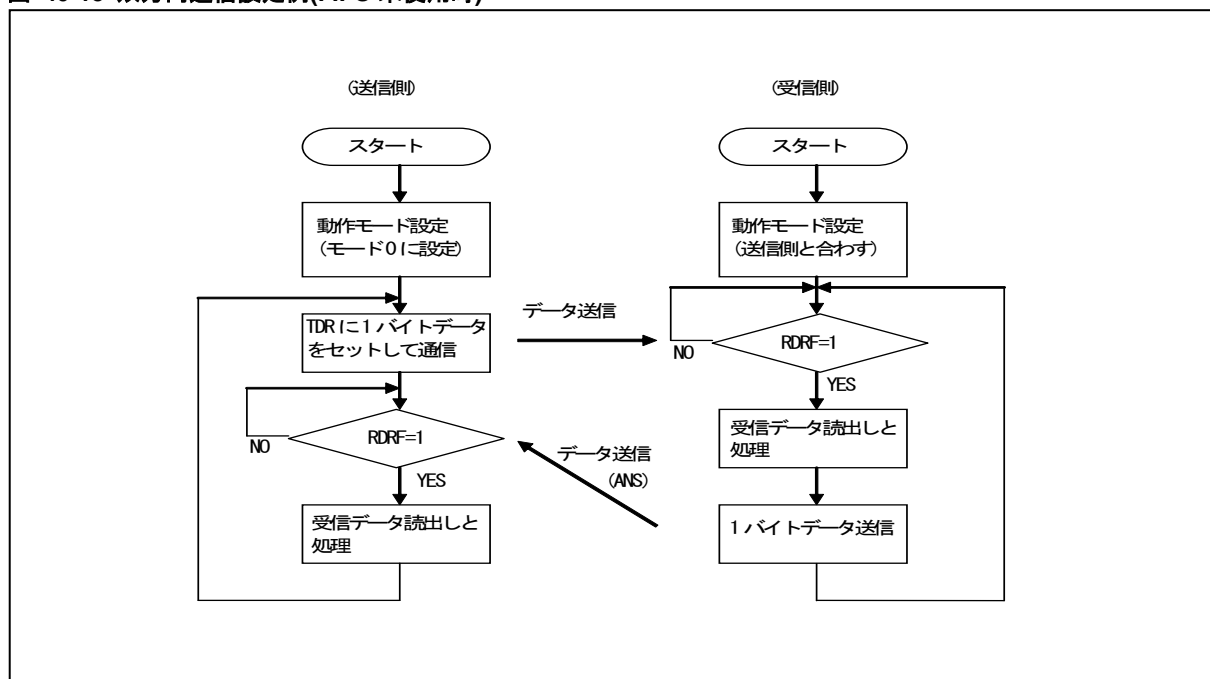 (送信側)
スタート
動作モード設定
(モード0に設定)
TDRに1バイトデータ
をセットして通信
RDRF=1
NO
YES
受信データ読出しと
処理
データ送信
データ送信
(ANS)
(受信側)
スタート
動作モード設定
(送信側と合わす)
RDRF=1
NO
YES
受信データ読出しと
処理
1バイトデータ送信